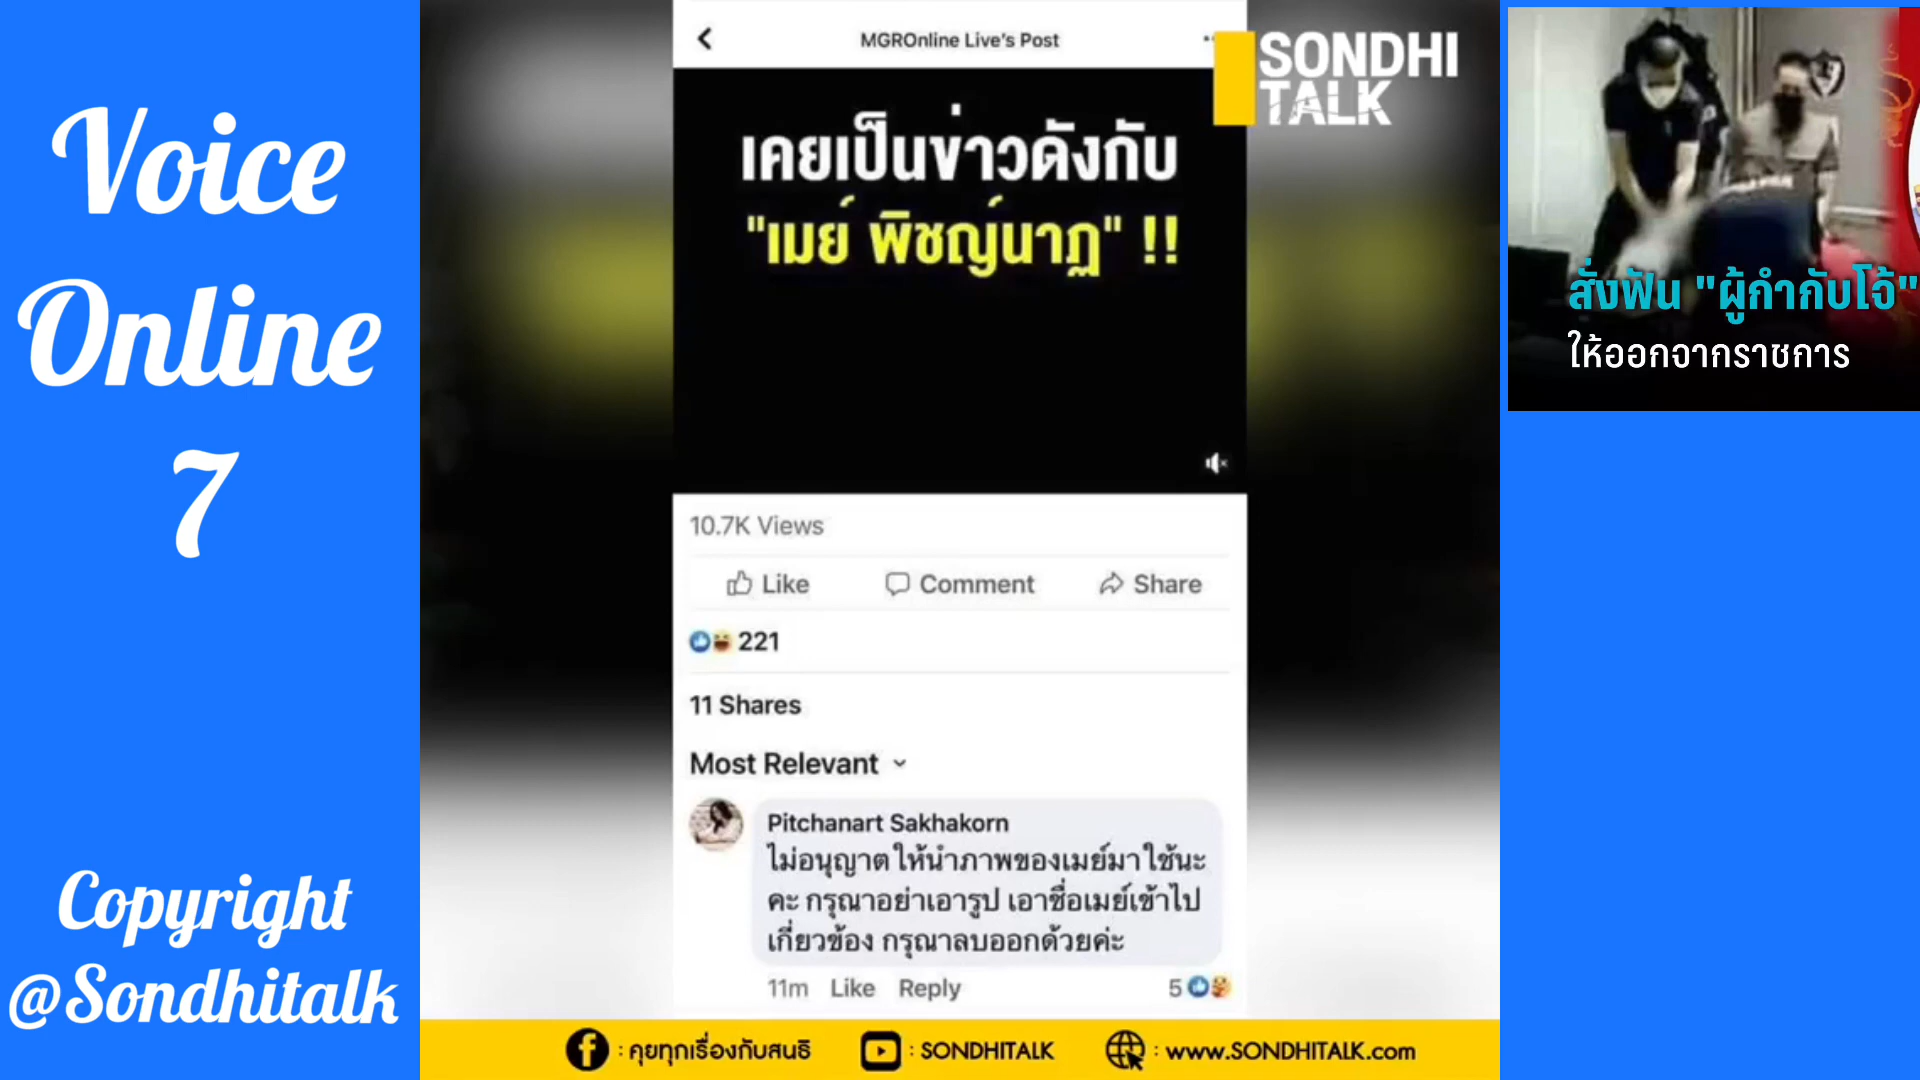 Voice
Online
7
Copyright
@Sondhitalk
MGROnline Live's Post
SONDHI
TALK
เคยเป็นข่าวดังกับ
"เมย์ พิชญ์นาฏ" !!
10.7K Views
Like Comment Share
221
11 Shares
Most Relevant
Pitchanart Sakhakorn
ไม่อนุญาต ให้นำภาพของเมย์มาใช้นะ
คะ กรุณาอย่าเอารูป เอาชื่อเมย์เข้าไป
เกี่ยวข้อง กรุณาลบออกด้วยค่ะ
11m Like Reply 5
: คุยทุกเรื่องกับสนธิ : SONDHITALK : www.SONDHITALK.com
สั่งฟัน "ผู้กำกับโจ้"
ให้ออกจากราชการ